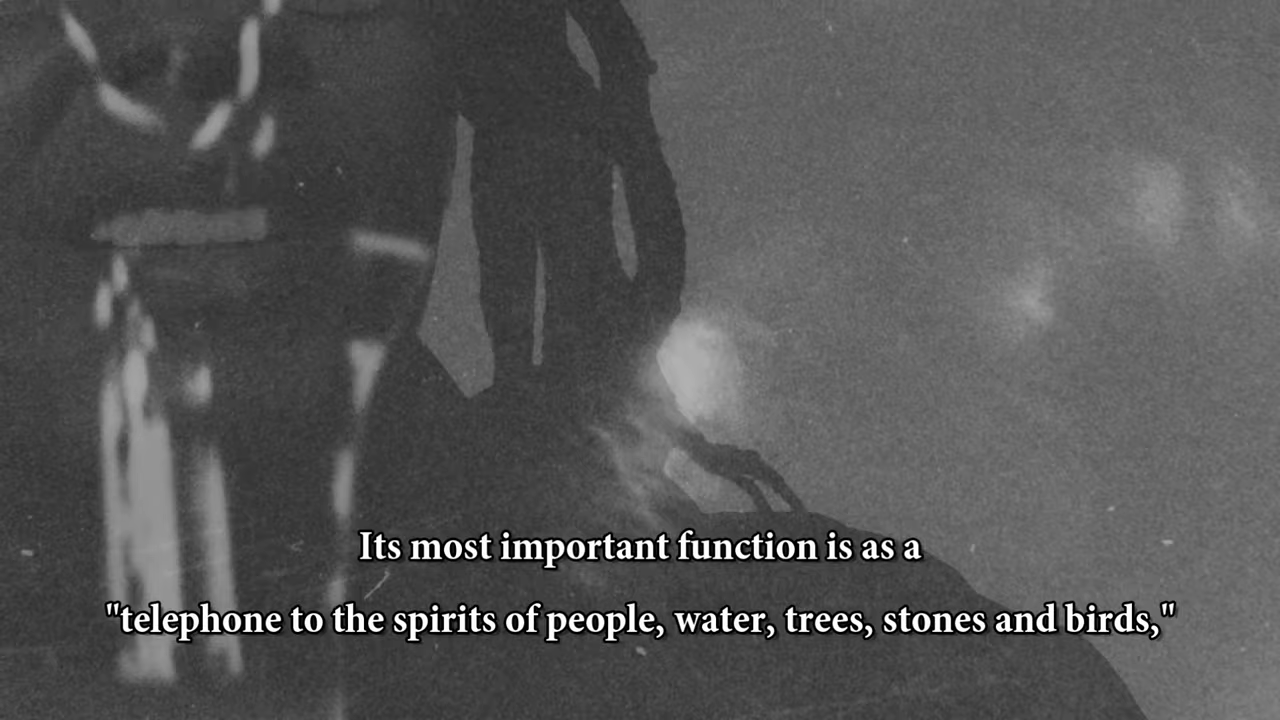 Its most important function is as a
"telephone to the spirits of people, water, trees, stones and birds,"